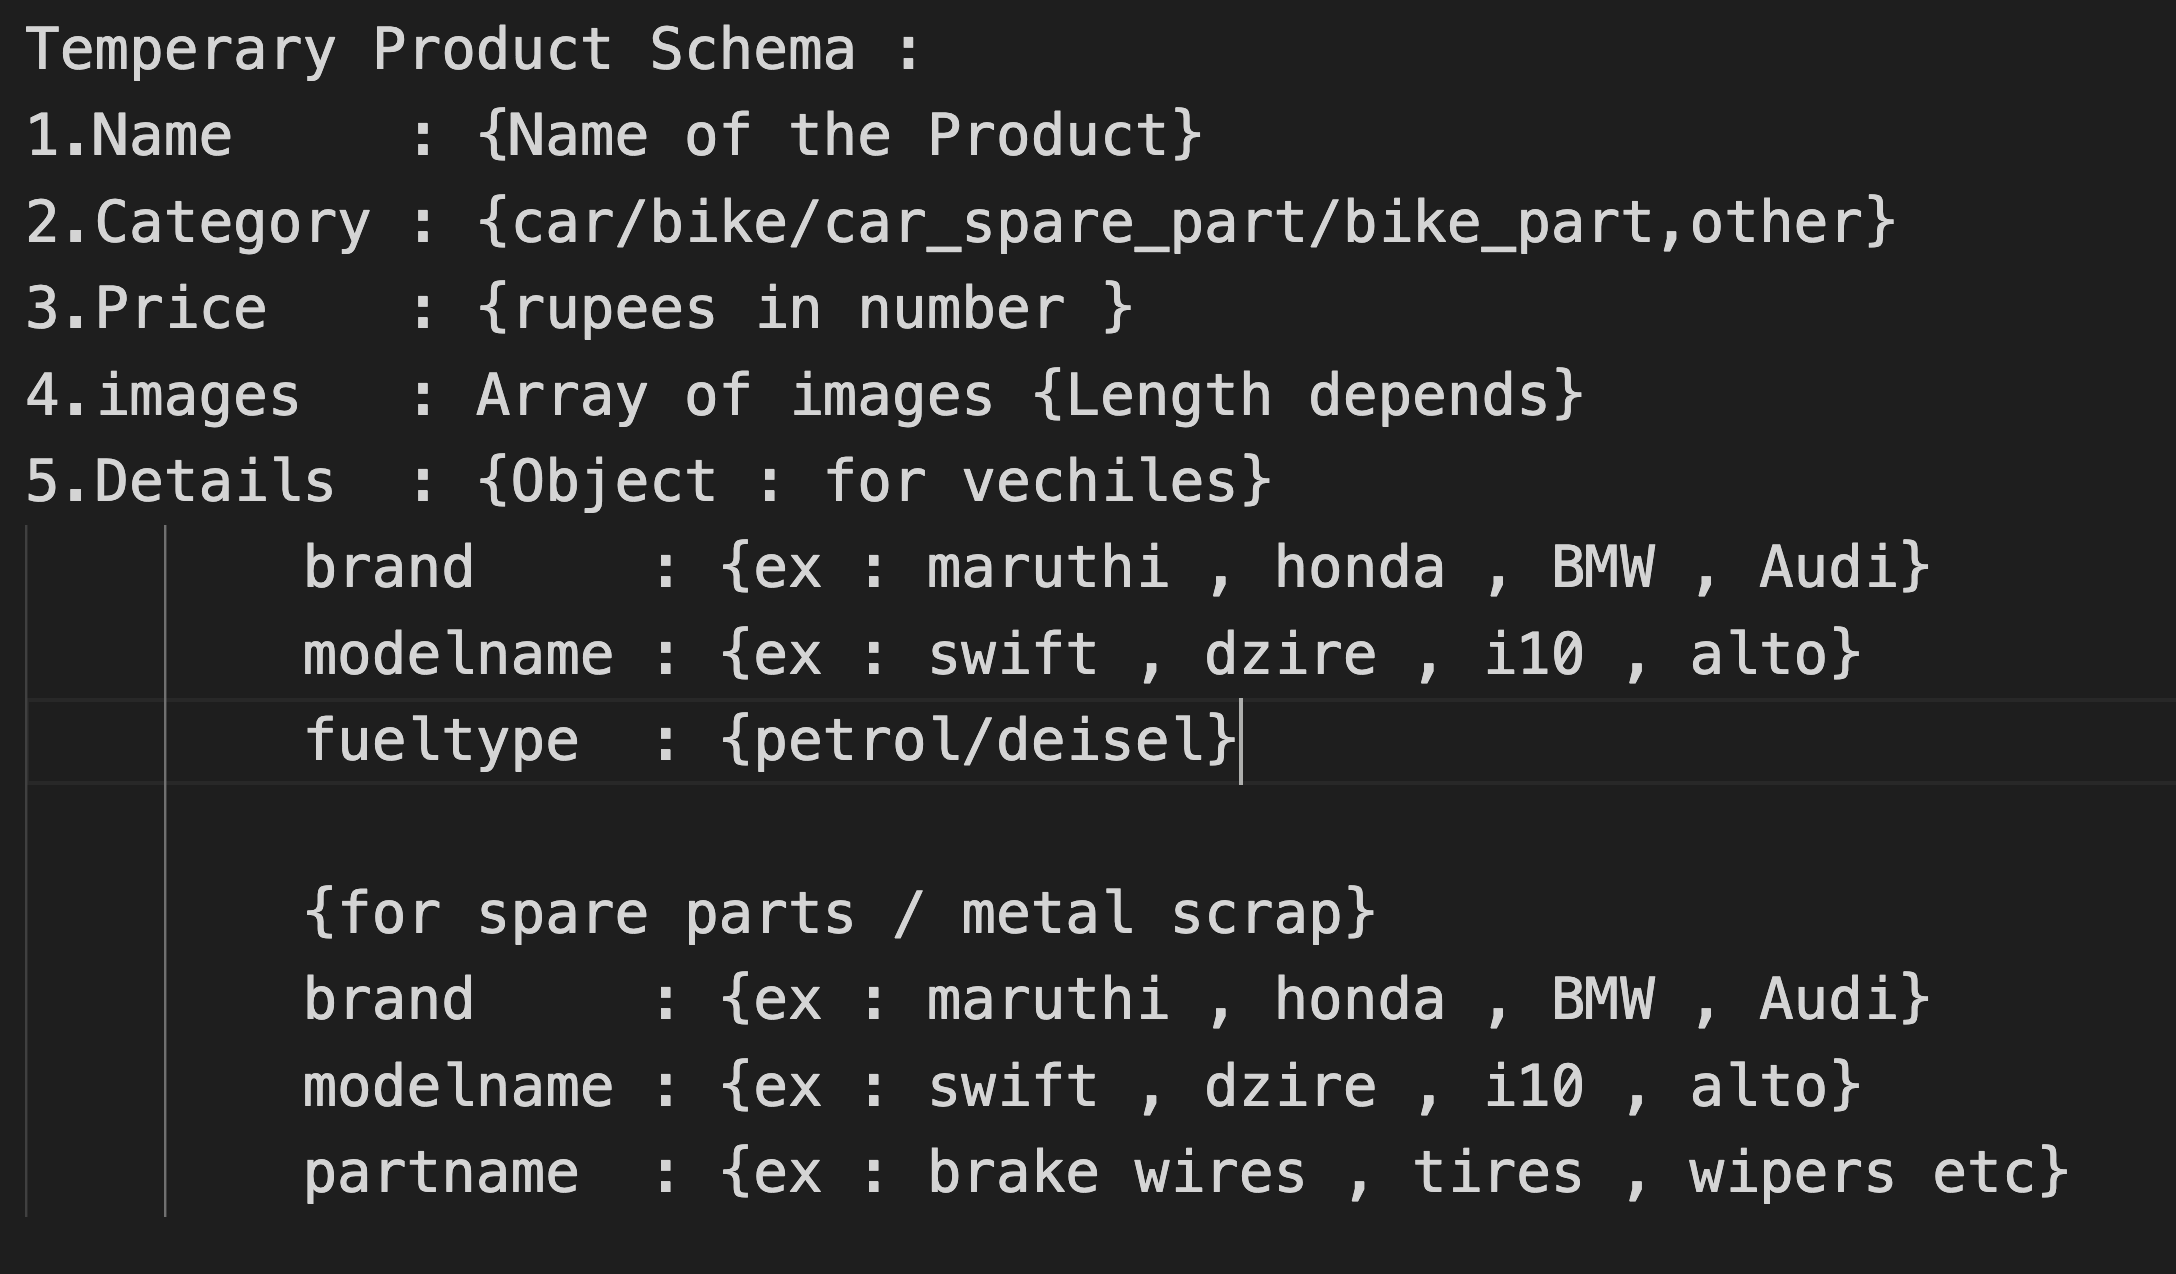 Temperary Product Schema :
1.Name     : {Name of the Product}
2.Category : {car/bike/car_spare_part/bike_part,other}
3.Price    : {rupees in number }
4.images   : Array of images {Length depends}
5.Details  : {Object : for vechiles}
        brand     : {ex : maruthi , honda , BMW , Audi}
        modelname : {ex : swift , dzire , i10 , alto}
        fueltype  : {petrol/deisel}
        {for spare parts / metal scrap}
        brand     : {ex : maruthi , honda , BMW , Audi}
        modelname : {ex : swift , dzire , i10 , alto}
        partname  : {ex : brake wires , tires , wipers etc}